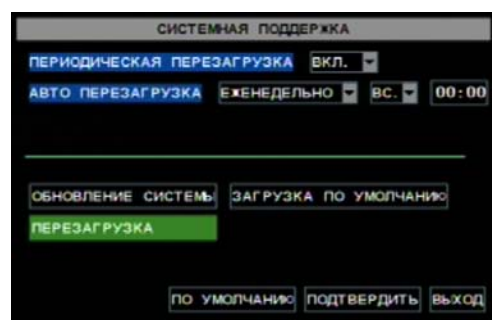 СИСТЕМНАЯ ПОДДЕРЖКА
ПЕРИОДИЧЕСКАЯ ПЕРЕЗАГРУЗКА ВКЛ.
АВТО ПЕРЕЗАГРУЗКА ЕЖЕНЕДЕЛЬНО ВС. 00:00
ОБНОВЛЕНИЕ СИСТЕМЫ ЗАГРУЗКА ПО УМОЛЧАНИЮ
ПЕРЕЗАГРУЗКА
ПО УМОЛЧАНИЮ ПОДТВЕРДИТЬ ВЫХОД